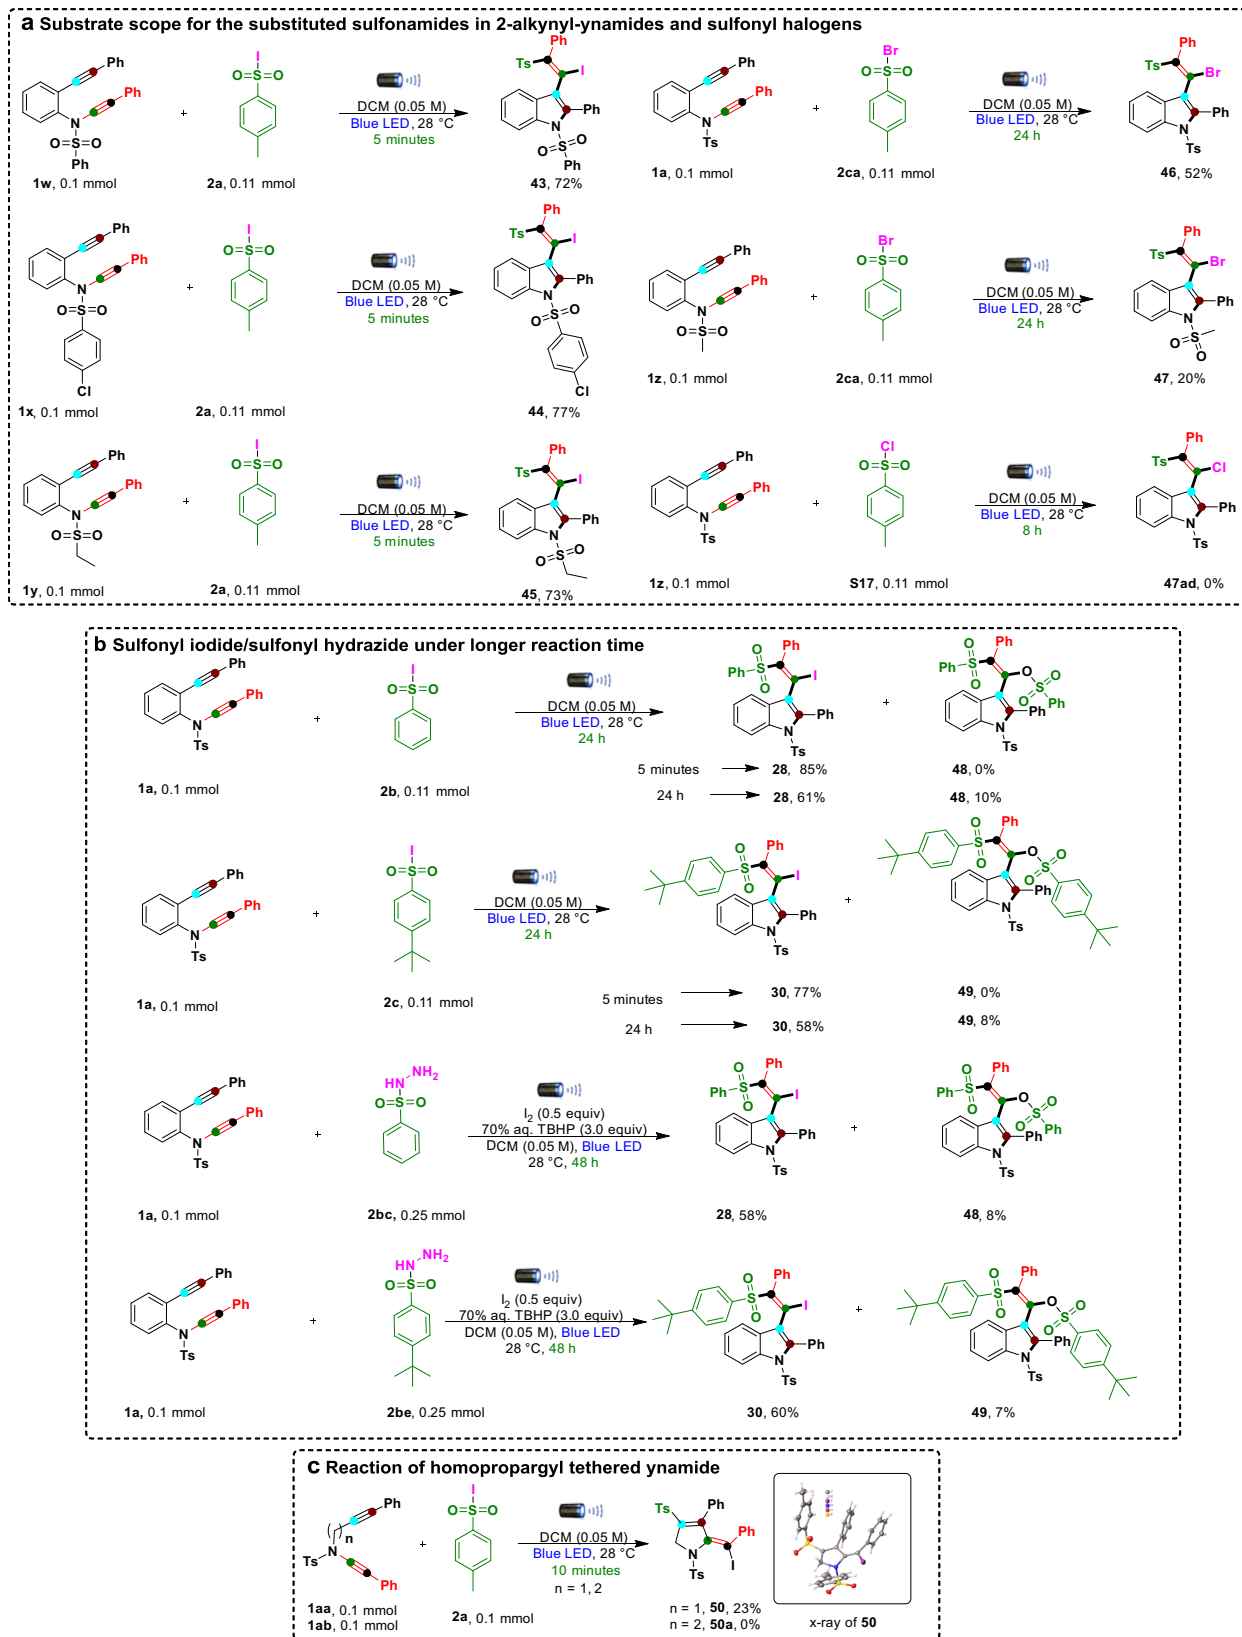 a Substrate scope for the substituted sulfonamides in 2-alkynyl-ynamides and sulfonyl halogens
Ph
Ph
N
O=S=O
Ph
1w, 0.1 mmol
+
I
O=S=O
2a, 0.11 mmol
DCM (0.05 M)
Blue LED, 28 °C
5 minutes
Ph
Ts
I
Ph
N
O S O
Ph
43, 72%
Ph
Ph
N
Ts
1a, 0.1 mmol
+
Br
O=S=O
2ca, 0.11 mmol
DCM (0.05 M)
Blue LED, 28 °C
24 h
Ph
Ts
Br
Ph
N
Ts
46, 52%
Ph
Ph
N
O=S=O
Cl
1x, 0.1 mmol
+
I
O=S=O
2a, 0.11 mmol
DCM (0.05 M)
Blue LED, 28 °C
5 minutes
Ph
Ts
I
Ph
N
O S O
Cl
44, 77%
Ph
Ph
N
O=S=O
1z, 0.1 mmol
+
Br
O=S=O
2ca, 0.11 mmol
DCM (0.05 M)
Blue LED, 28 °C
24 h
Ph
Ts
Br
Ph
N
O=S
O
47, 20%
Ph
Ph
N
O=S=O
1y, 0.1 mmol
+
I
O=S=O
2a, 0.11 mmol
DCM (0.05 M)
Blue LED, 28 °C
5 minutes
Ph
Ts
I
Ph
N
O S O
45, 73%
Ph
Ph
N
Ts
1z, 0.1 mmol
+
Cl
O=S=O
S17, 0.11 mmol
DCM (0.05 M)
Blue LED, 28 °C
8 h
Ph
Ts
Cl
Ph
N
Ts
47ad, 0%
b Sulfonyl iodide/sulfonyl hydrazide under longer reaction time
Ph
Ph
N
Ts
1a, 0.1 mmol
+
I
O=S=O
2b, 0.11 mmol
DCM (0.05 M)
Blue LED, 28 °C
24 h
O Ph
Ph S
O I
Ph
N
Ts
+
O Ph
Ph S O
O S O
O Ph
Ph
N
Ts
5 minutes 28, 85% 48, 0%
24 h 28, 61% 48, 10%
Ph
Ph
N
Ts
1a, 0.1 mmol
+
I
O=S=O
2c, 0.11 mmol
DCM (0.05 M)
Blue LED, 28 °C
24 h
O Ph
S
O I
Ph
N
Ts
+
O Ph
S O
O S O
O
Ph
N
Ts
5 minutes 30, 77% 49, 0%
24 h 30, 58% 49, 8%
Ph
Ph
N
Ts
1a, 0.1 mmol
+
HN NH2
O=S=O
2bc, 0.25 mmol
I2 (0.5 equiv)
70% aq. TBHP (3.0 equiv)
DCM (0.05 M), Blue LED
28 °C, 48 h
O Ph
Ph S
O I
Ph
N
Ts
28, 58%
+
O Ph
Ph S O
O S O
O Ph
Ph
N
Ts
48, 8%
Ph
Ph
N
Ts
1a, 0.1 mmol
+
HN NH2
O=S=O
2be, 0.25 mmol
I2 (0.5 equiv)
70% aq. TBHP (3.0 equiv)
DCM (0.05 M), Blue LED
28 °C, 48 h
O Ph
S
O I
Ph
N
Ts
30, 60%
+
O Ph
S O
O S O
O
Ph
N
Ts
49, 7%
c Reaction of homopropargyl tethered ynamide
Ph
n
N
Ts
Ph
1aa, 0.1 mmol
1ab, 0.1 mmol
+
I
O=S=O
2a, 0.1 mmol
DCM (0.05 M)
Blue LED, 28 °C
10 minutes
n = 1, 2
Ts Ph
Ph
N
Ts I
n = 1, 50, 23%
n = 2, 50a, 0%
x-ray of 50